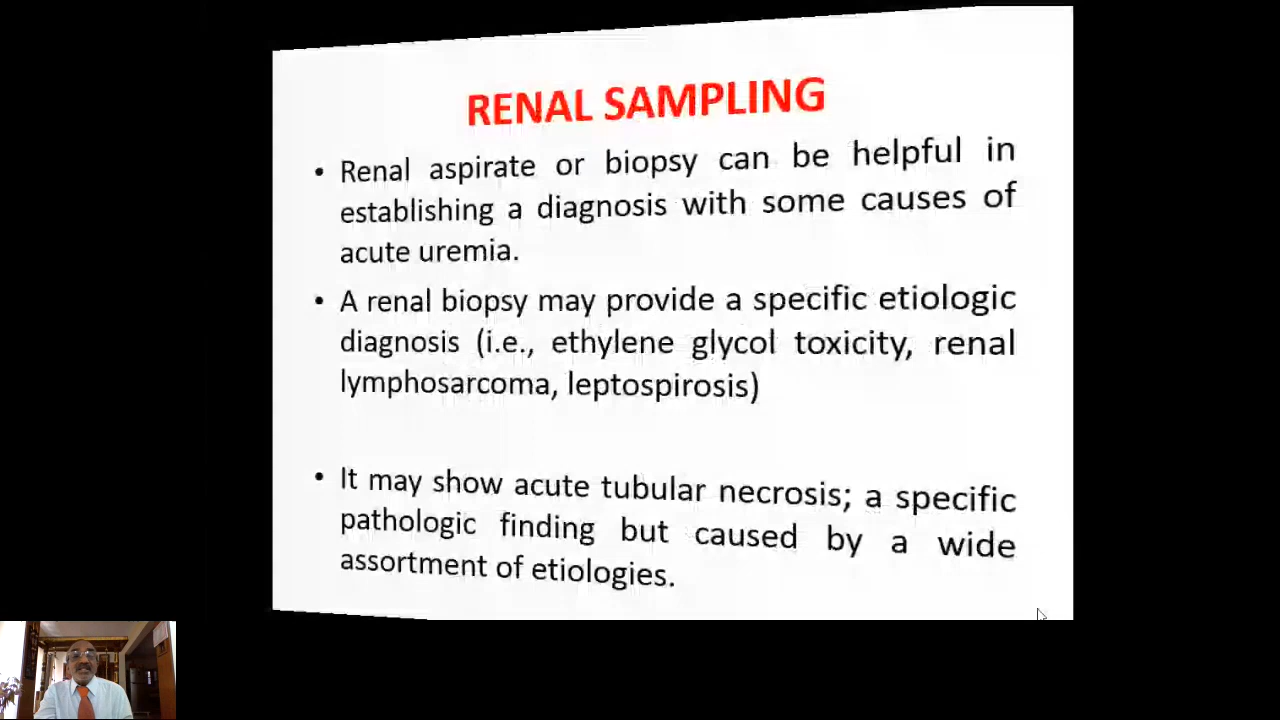 RENAL SAMPLING
• Renal aspirate or biopsy can be helpful in
establishing a diagnosis with some causes of
acute uremia.
• A renal biopsy may provide a specific etiologic
diagnosis (i.e., ethylene glycol toxicity, renal
lymphosarcoma, leptospirosis)
• It may show acute tubular necrosis; a specific
pathologic finding but caused by a wide
assortment of etiologies.